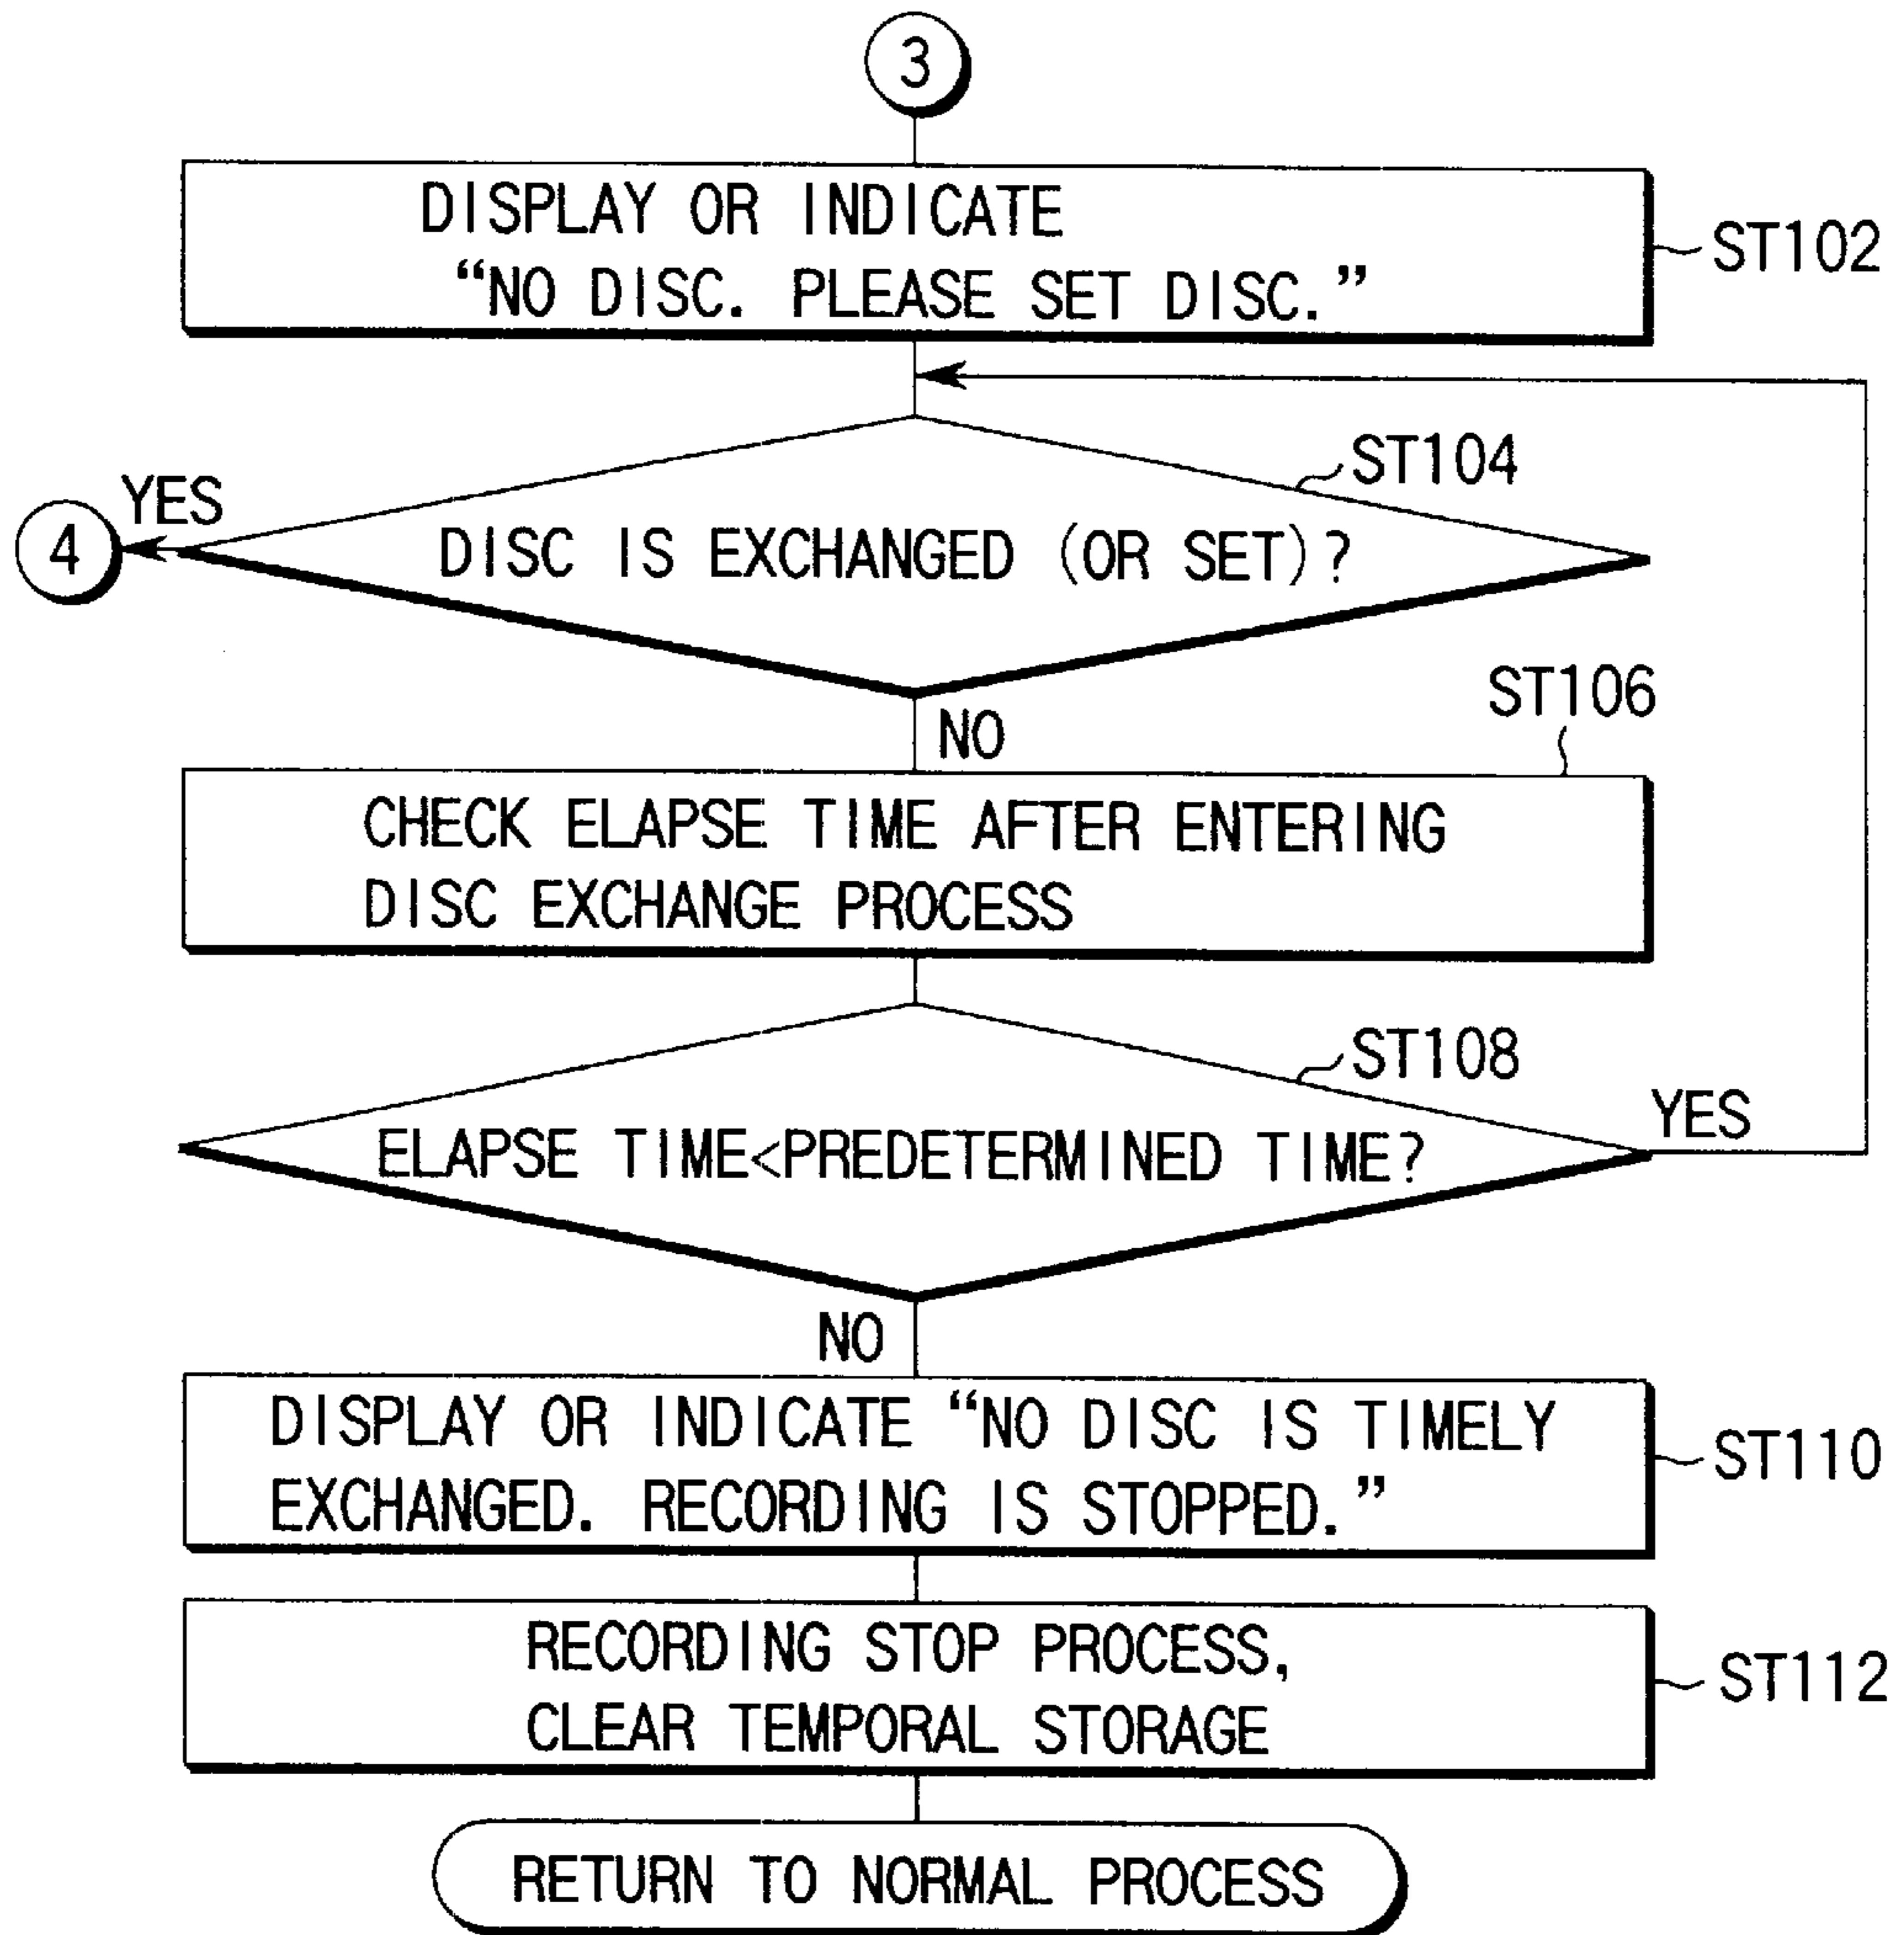 3
DISPLAY OR INDICATE
“NO DISC. PLEASE SET DISC.”
ST102
ST104
YES
4
DISC IS EXCHANGED (OR SET)?
NO
ST106
CHECK ELAPSE TIME AFTER ENTERING
DISC EXCHANGE PROCESS
ST108
YES
ELAPSE TIME<PREDETERMINED TIME?
NO
DISPLAY OR INDICATE “NO DISC IS TIMELY
EXCHANGED. RECORDING IS STOPPED.”
ST110
RECORDING STOP PROCESS,
CLEAR TEMPORAL STORAGE
ST112
RETURN TO NORMAL PROCESS